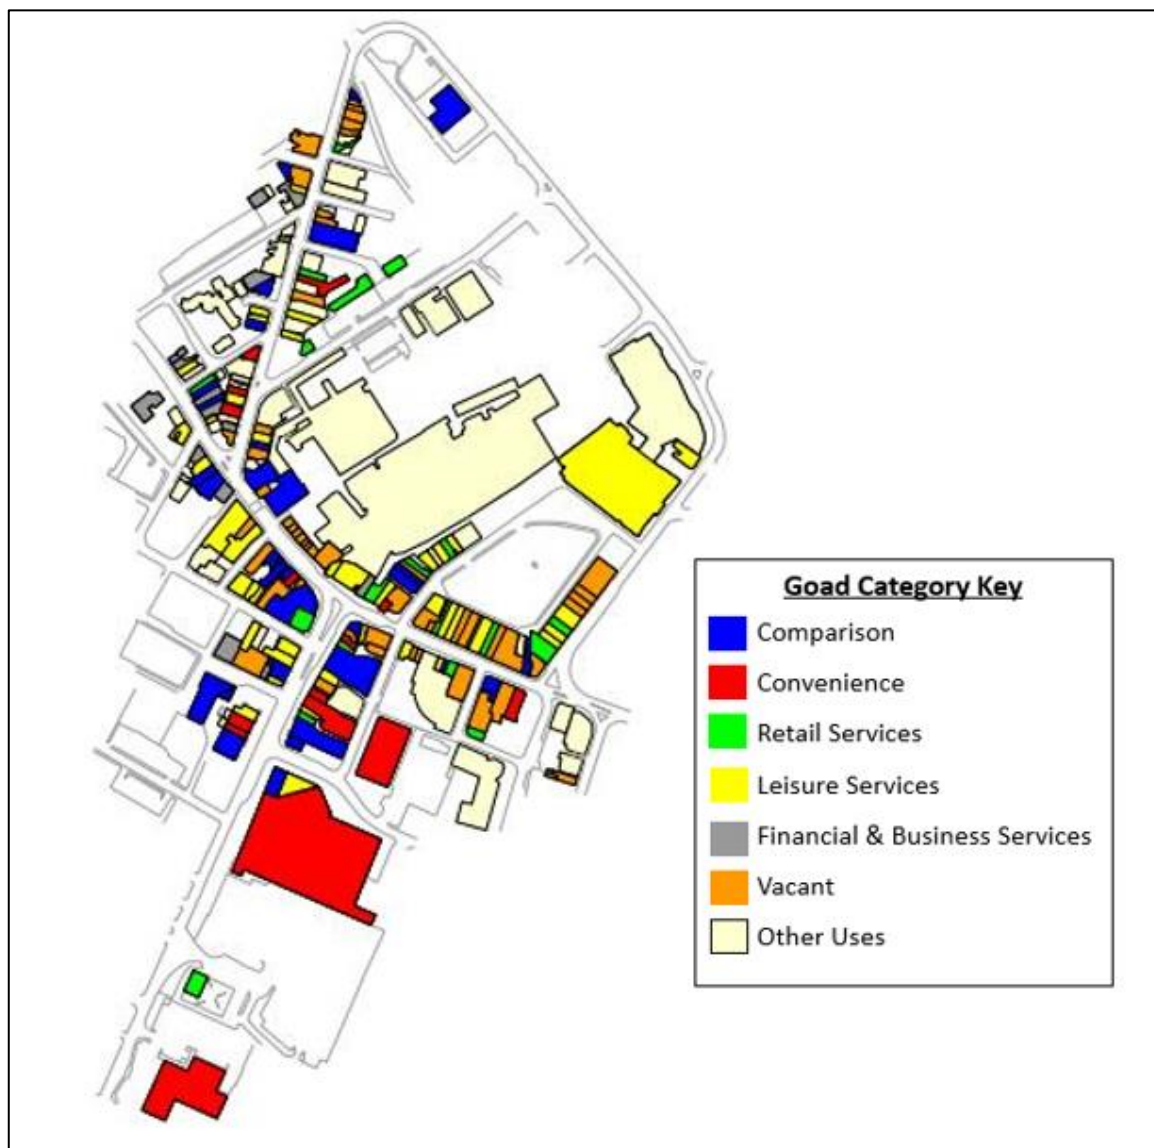 Goad Category Key
Comparison
Convenience
Retail Services
Leisure Services
Financial & Business Services
Vacant
Other Uses